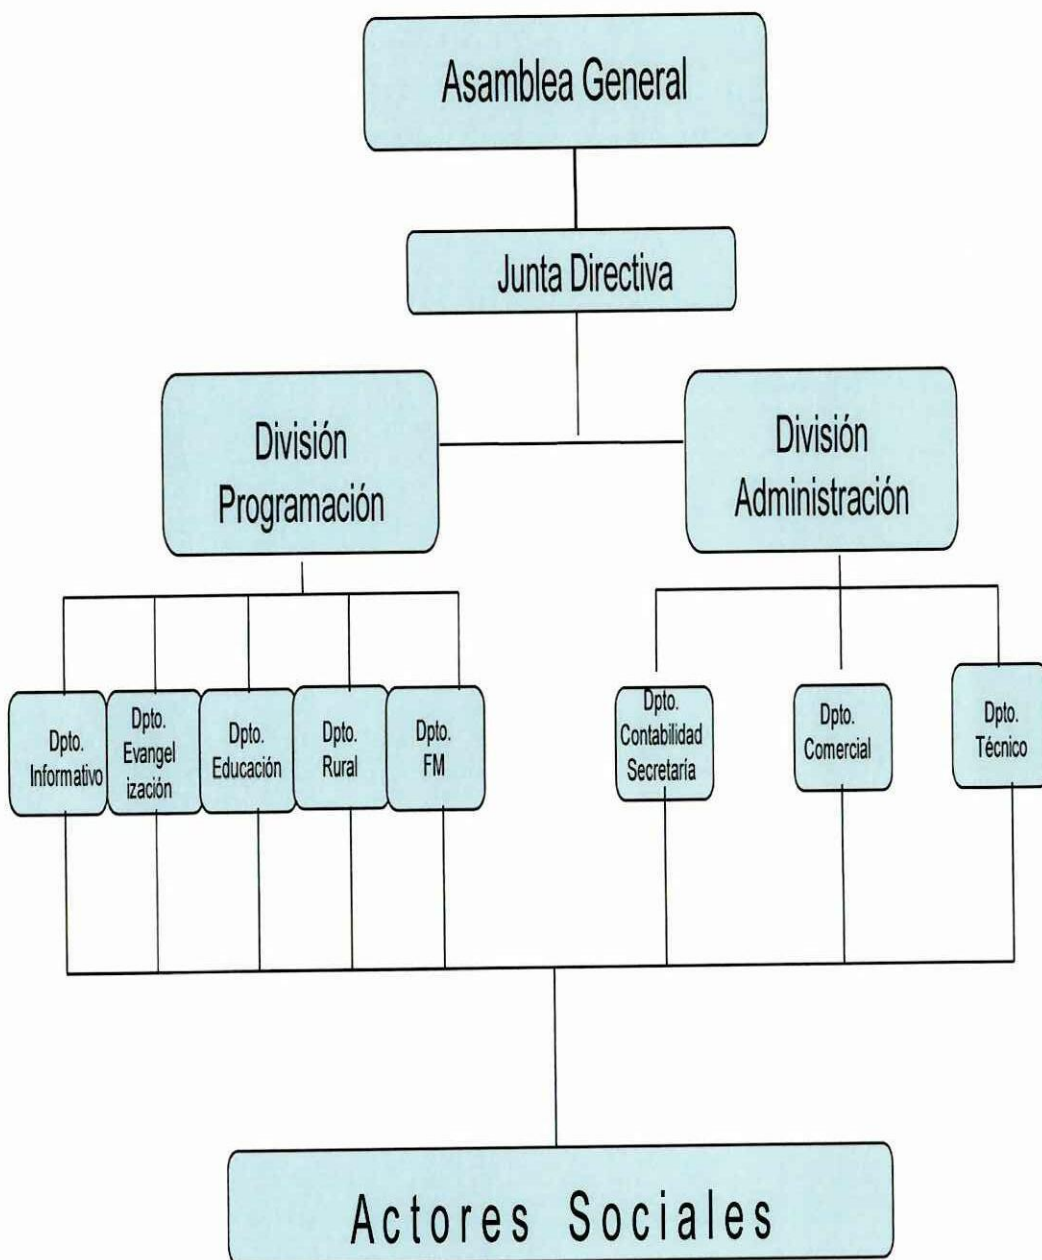 Asamblea General
Junta Directiva
División
Programación
División
Administración
Dpto.
Informativo
Dpto.
Evangel
ización
Dpto.
Educación
Dpto.
Rural
Dpto.
FM
Dpto.
Contabilidad
Secretaría
Dpto.
Comercial
Dpto.
Técnico
Actores Sociales